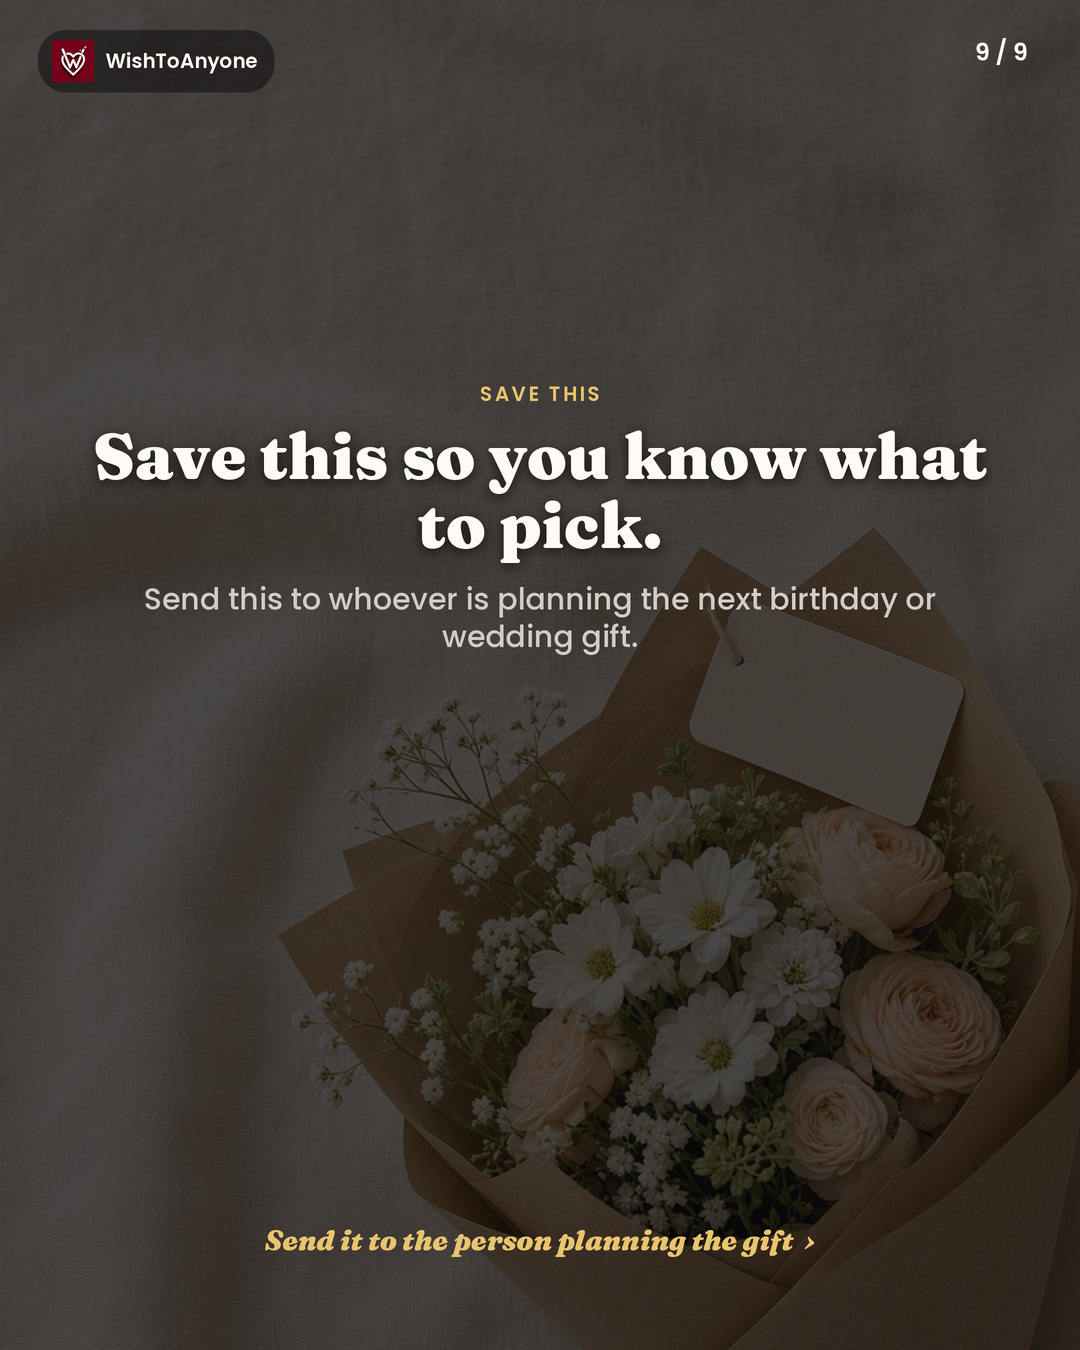 WishToAnyone
9 / 9
SAVE THIS
Save this so you know what
to pick.
Send this to whoever is planning the next birthday or
wedding gift.
Send it to the person planning the gift ›